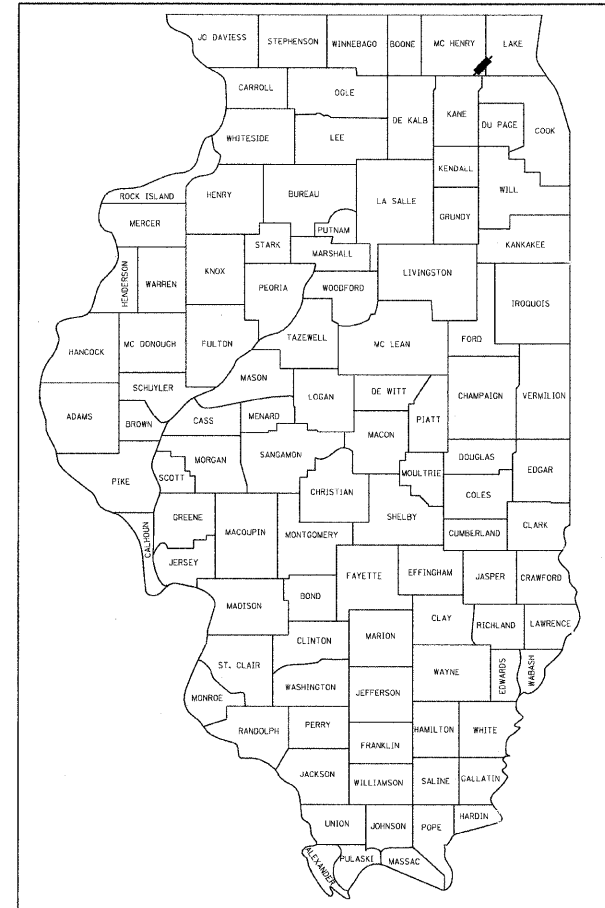 JO DAVIESS STEPHENSON WINNEBAGO BOONE MC HENRY LAKE
CARROLL OGLE
DE KALB KANE DU PAGE COOK
WHITESIDE LEE
KENDALL
ROCK ISLAND HENRY BUREAU LA SALLE WILL
MERCER PUTNAM GRUNDY
STARK MARSHALL KANKAKEE
HENDERSON WARREN KNOX PEORIA WOODFORD LIVINGSTON
IROQUOIS
HANCOCK MC DONOUGH FULTON TAZEWELL MC LEAN FORD
MASON
SCHUYLER LOGAN DE WITT CHAMPAIGN VERMILION
ADAMS BROWN CASS MENARD PIATT
MACON
MORGAN SANGAMON DOUGLAS EDGAR
PIKE SCOTT CHRISTIAN MOULTRIE
COLES
CALHOUN GREENE MACOUPIN MONTGOMERY SHELBY CLARK
CUMBERLAND
JERSEY
FAYETTE EFFINGHAM JASPER CRAWFORD
MADISON BOND
CLAY RICHLAND LAWRENCE
CLINTON MARION
ST. CLAIR WAYNE EDWARDS WABASH
MONROE WASHINGTON JEFFERSON
RANDOLPH PERRY HAMILTON WHITE
FRANKLIN
JACKSON WILLIAMSON SALINE GALLATIN
HARDIN
UNION JOHNSON POPE
ALEXANDER PULASKI MASSAC